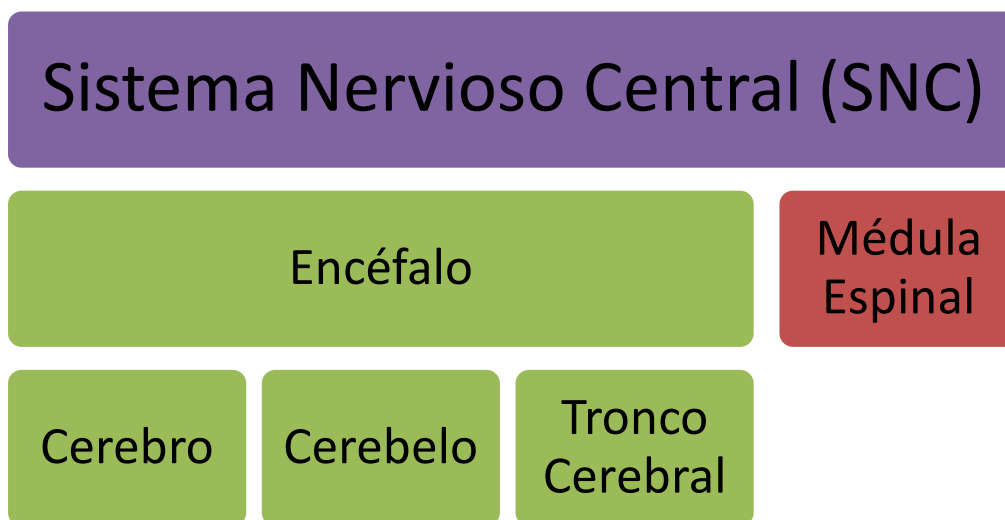 Sistema Nervioso Central (SNC)
Encéfalo
Médula
Espinal
Cerebro
Cerebelo
Tronco
Cerebral